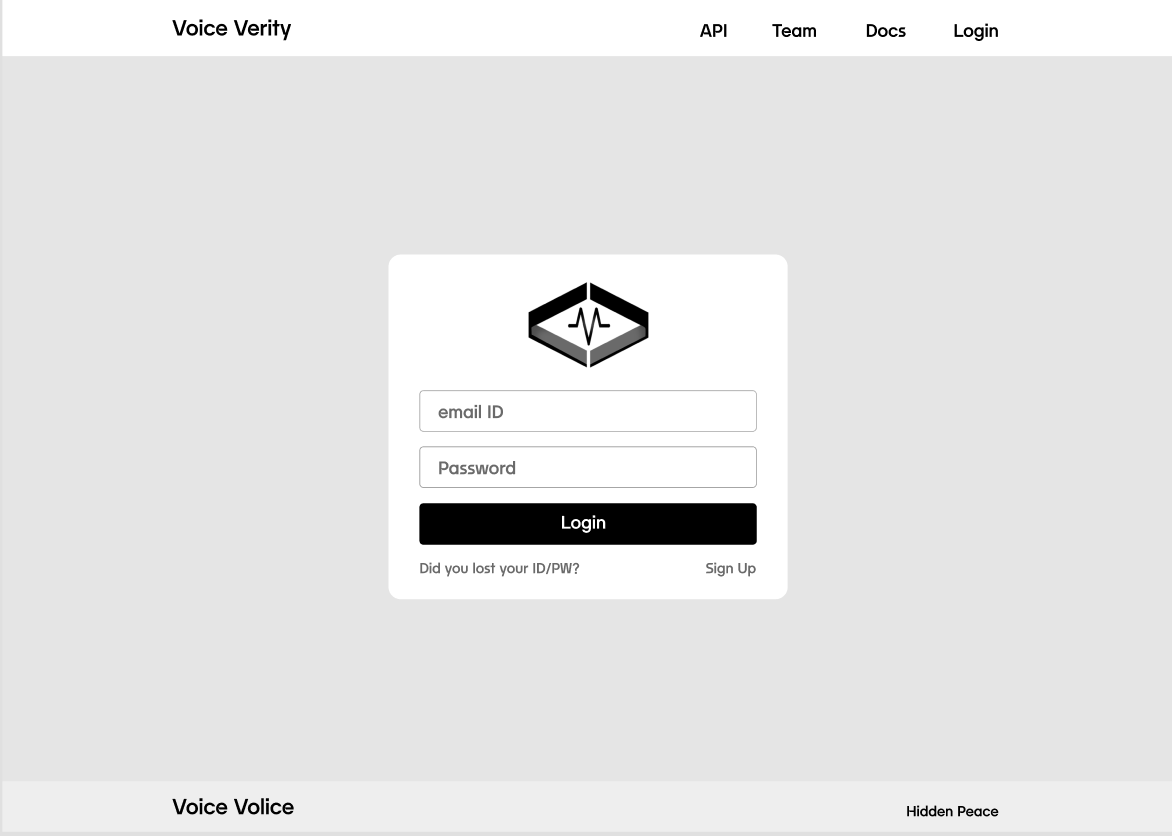 Voice Verity
API Team Docs Login
email ID
Password
Login
Did you lost your ID/PW? Sign Up
Voice Volice
Hidden Peace